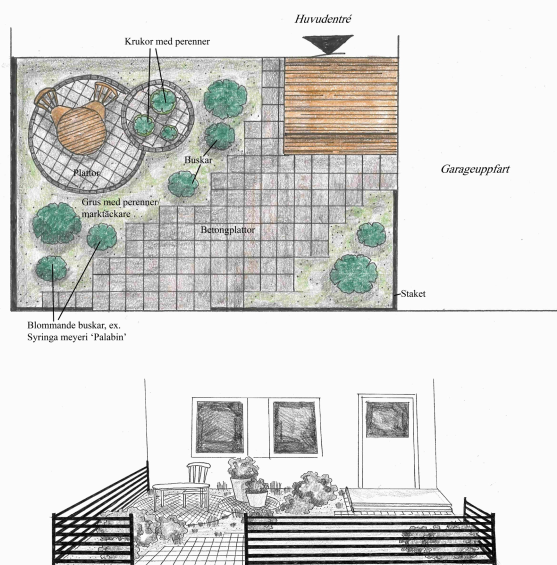 Huvudentré
Krukor med perenner
Buskar
Plattor
Garageuppfart
Grus med perenner/
marktäckare
Betongplattor
Staket
Blommande buskar, ex.
Syringa meyeri ‘Palabin’